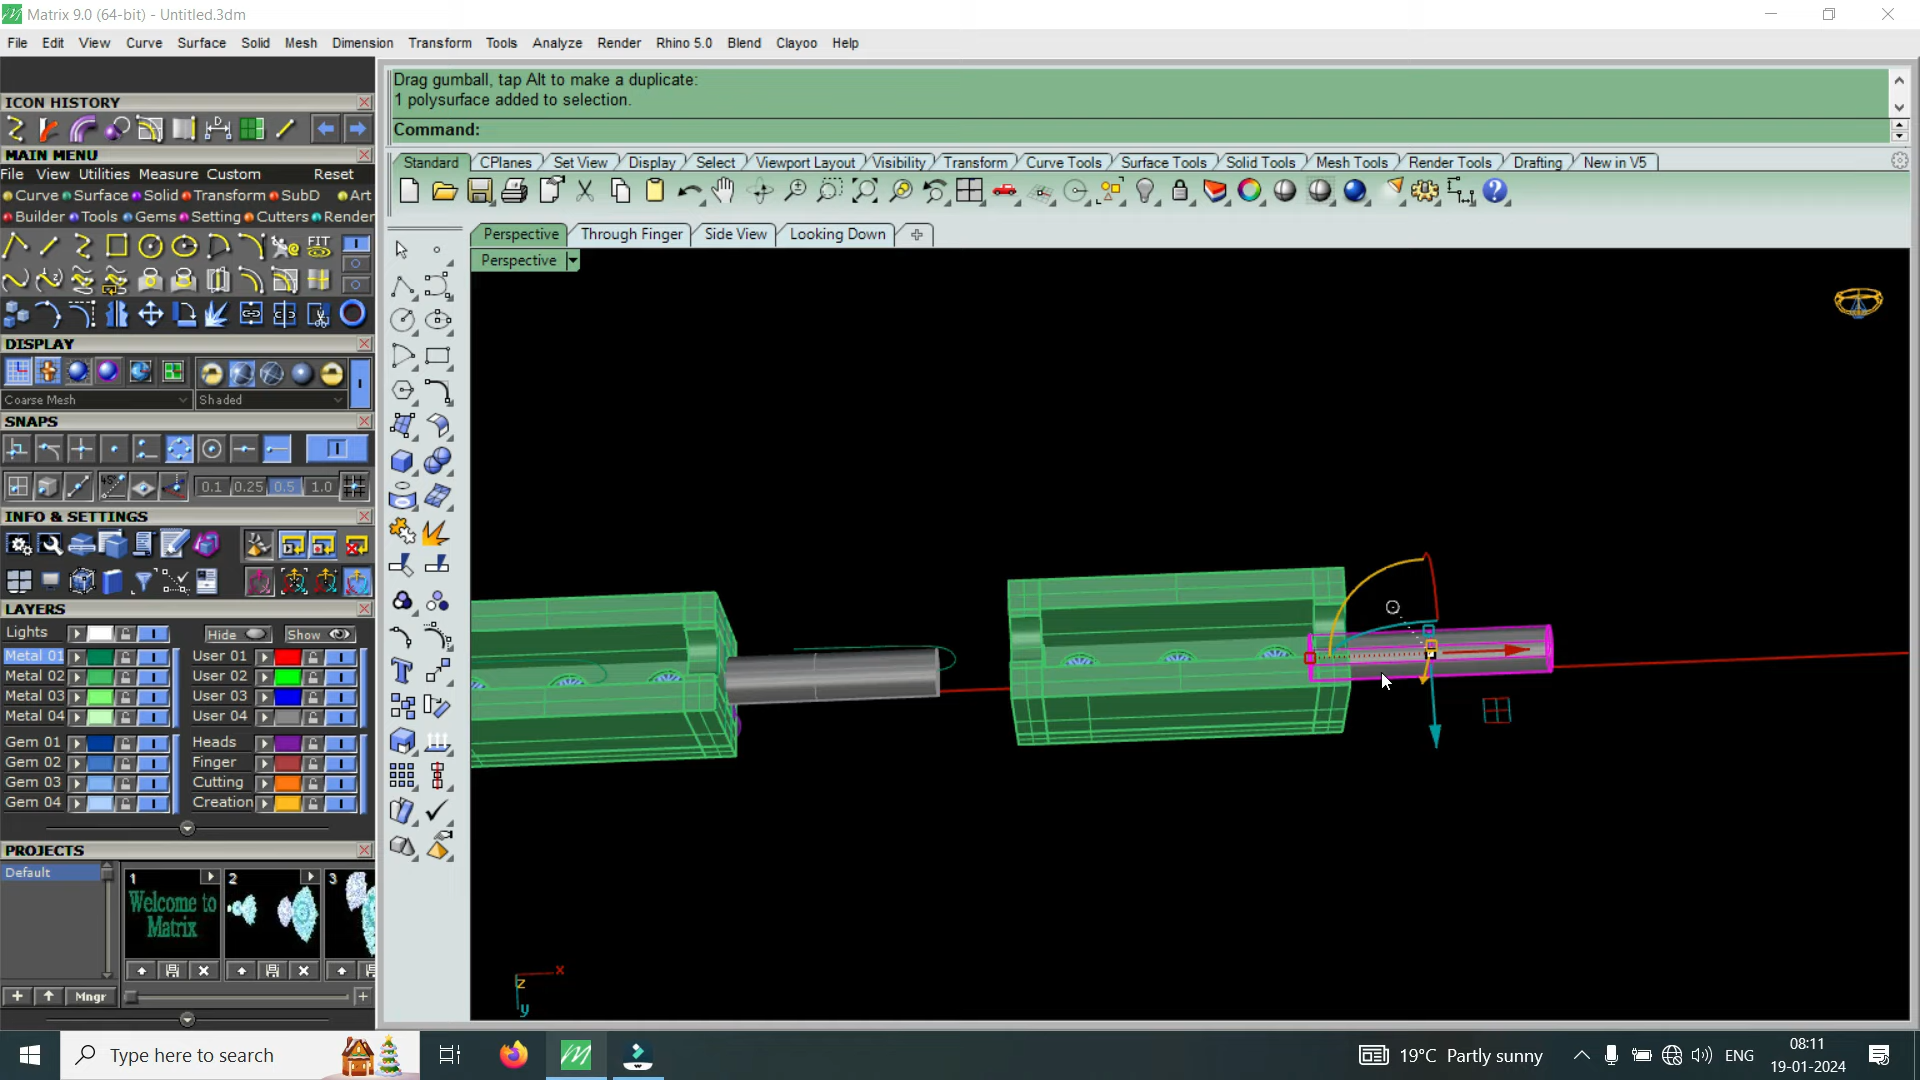 Matrix 9.0 (64-bit) - Untitled.3dm
File Edit View Curve Surface Solid Mesh Dimension Transform Tools Analyze Render Rhino 5.0 Blend Clayoo Help
Drag gumball, tap Alt to make a duplicate:
1 polysurface added to selection.
Command:
ICON HISTORY
MAIN MENU
File View Utilities Measure Custom Reset
Curve Surface Solid Transform SubD Art
Builder Tools Gems Setting Cutters Render
FIT
DISPLAY
Coarse Mesh Shaded
SNAPS
0.1 0.25 0.5 1.0
INFO & SETTINGS
LAYERS
Lights Hide Show
Metal 01 User 01
Metal 02 User 02
Metal 03 User 03
Metal 04 User 04
Gem 01 Heads
Gem 02 Finger
Gem 03 Cutting
Gem 04 Creation
PROJECTS
Default
1 2 3
Welcome to
Matrix
Mngr
Standard CPlanes Set View Display Select Viewport Layout Visibility Transform Curve Tools Surface Tools Solid Tools Mesh Tools Render Tools Drafting New in V5
Perspective Through Finger Side View Looking Down
Perspective
x
z
y
Type here to search
19°C Partly sunny
ENG
08:11
19-01-2024